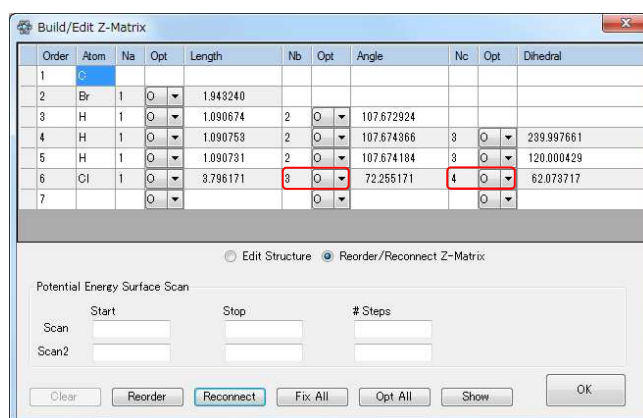 Build/Edit Z-Matrix
Order Atom Na Opt Length Nb Opt Angle Nc Opt Dihedral
1 C
2 Br 1 O 1.943240
3 H 1 O 1.090674 2 O 107.672924
4 H 1 O 1.090753 2 O 107.674366 3 O 239.997661
5 H 1 O 1.090731 2 O 107.674184 3 O 120.000429
6 Cl 1 O 3.796171 3 O 72.255171 4 O 62.073717
7 O O O
Edit Structure Reorder/Reconnect Z-Matrix
Potential Energy Surface Scan
Start Stop # Steps
Scan
Scan2
Clear Reorder Reconnect Fix All Opt All Show OK